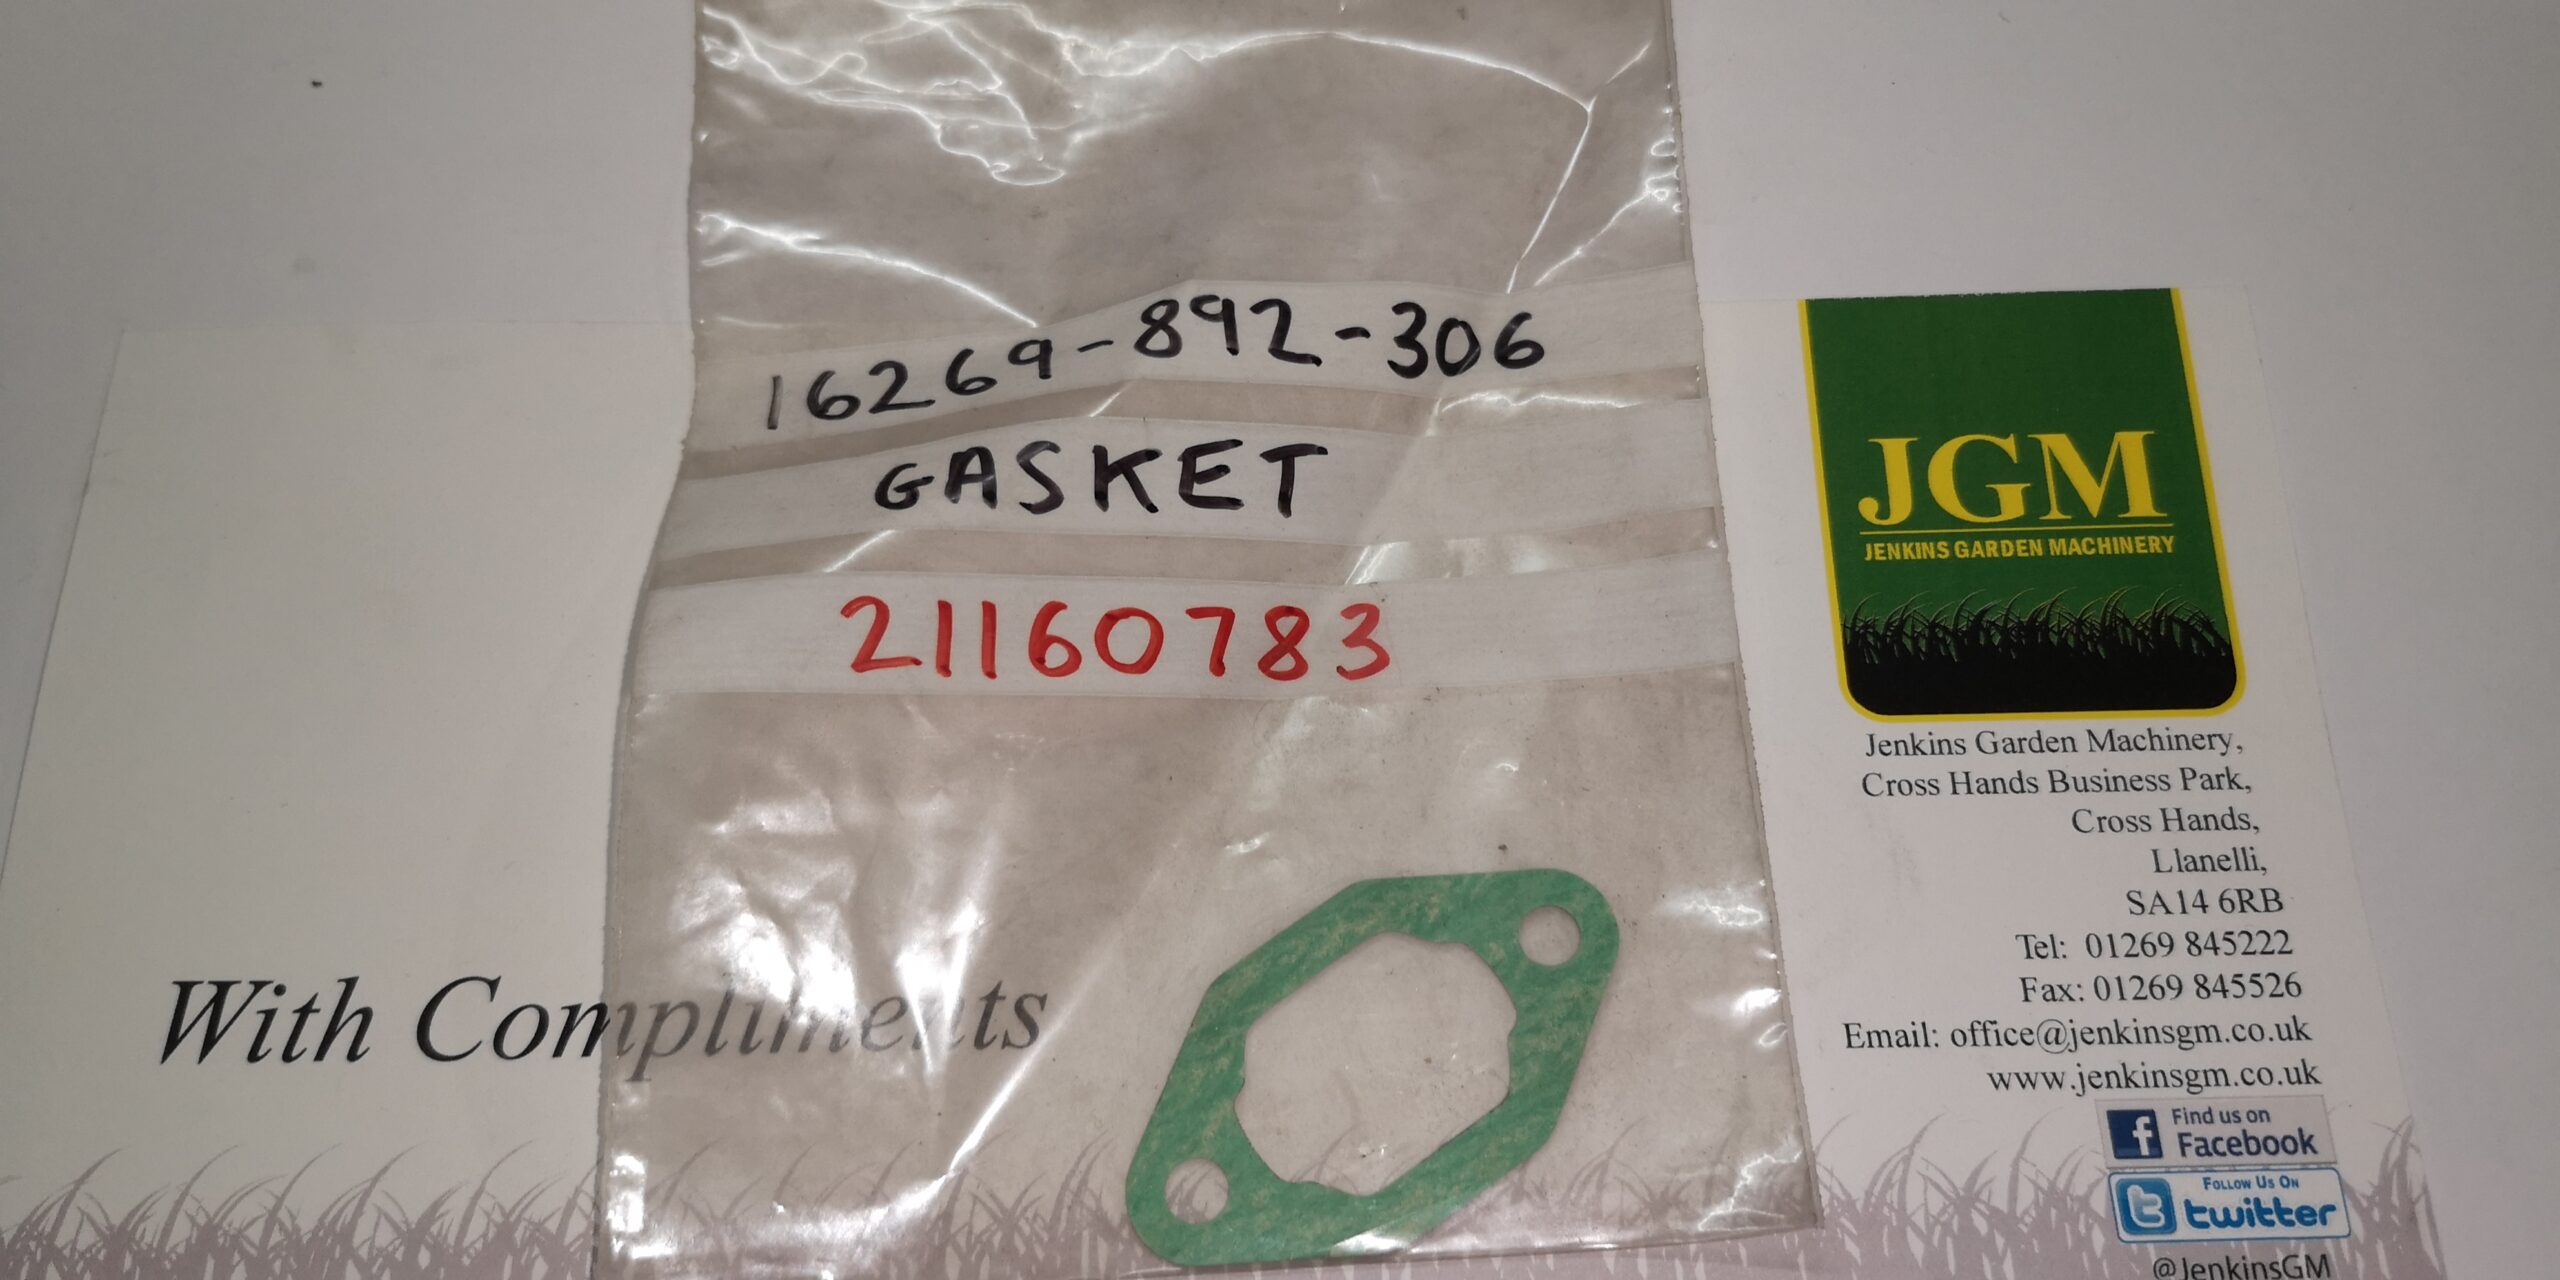 16269-892-306
GASKET
21160783
With Compliments
JGM
JENKINS GARDEN MACHINERY
Jenkins Garden Machinery,
Cross Hands Business Park,
Cross Hands,
Llanelli,
SA14 6RB
Tel: 01269 845222
Fax: 01269 845526
Email: office@jenkinsgm.co.uk
www.jenkinsgm.co.uk
f Find us on
Facebook
Follow Us On
twitter
@JenkinsGM